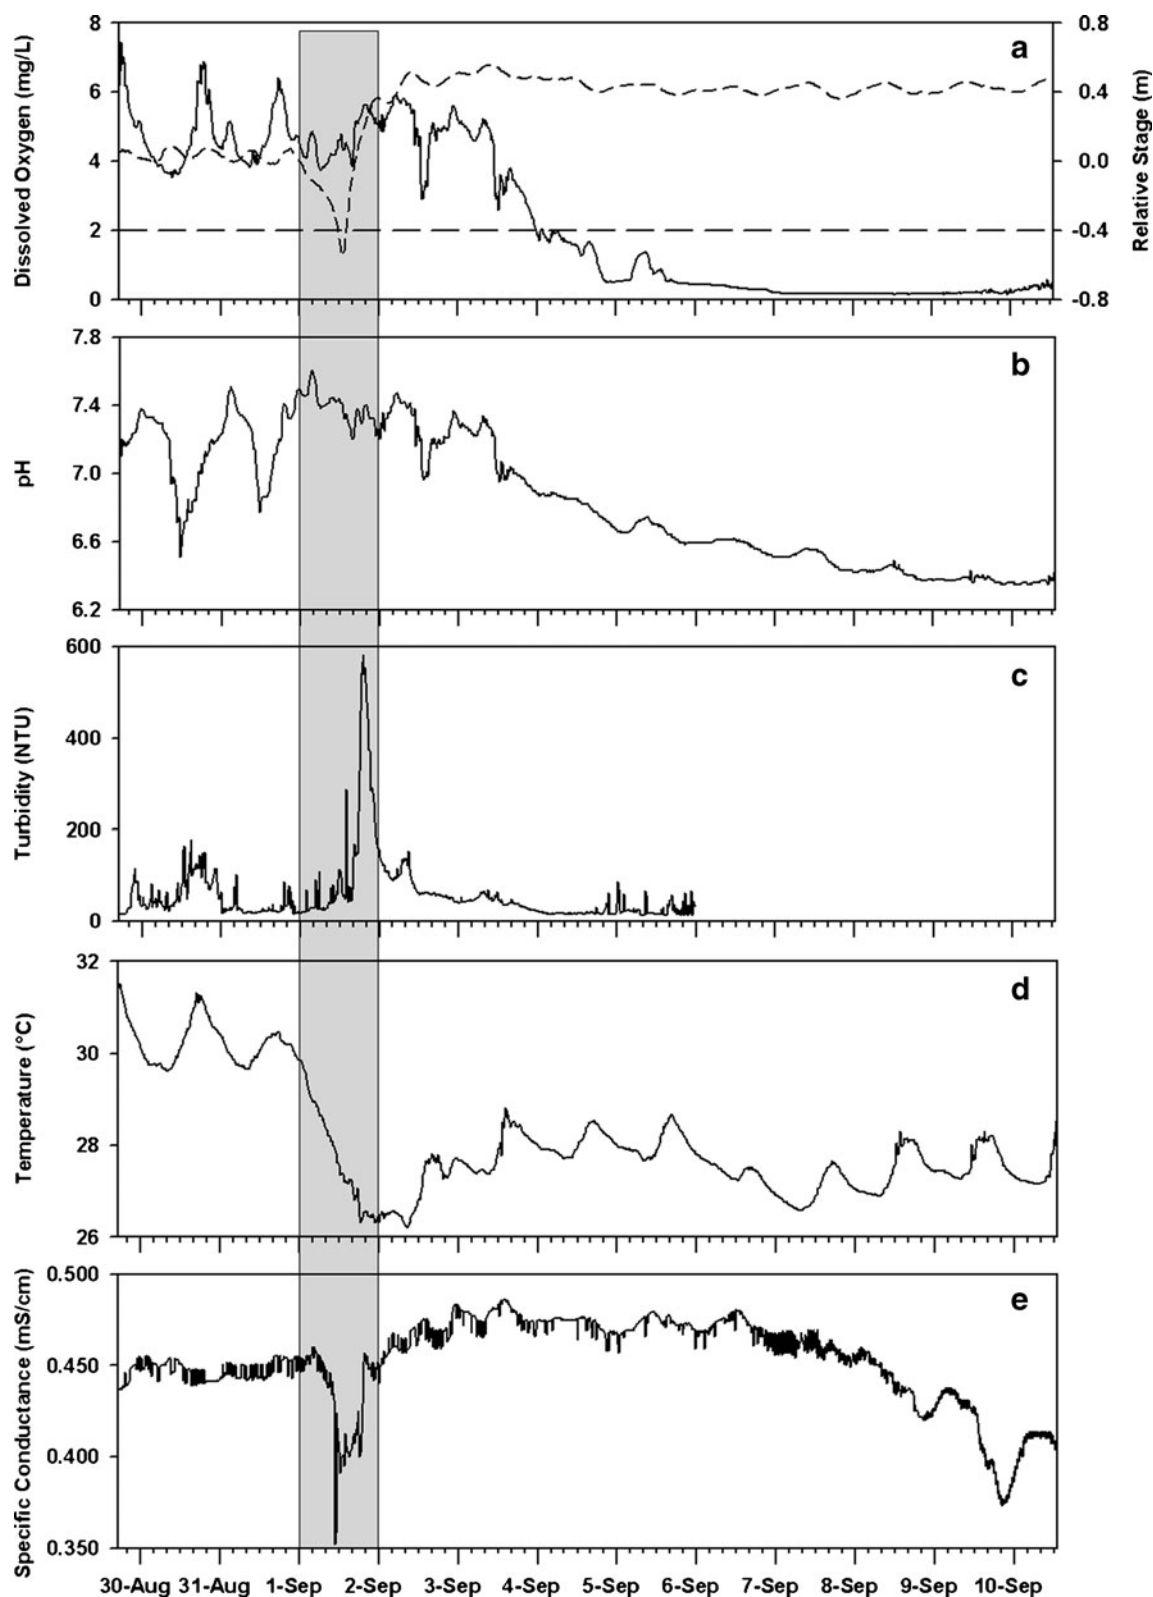 8
6
4
2
0
Dissolved Oxygen (mg/L)
a
0.8
0.4
0.0
-0.4
-0.8
Relative Stage (m)
7.8
7.4
7.0
6.6
6.2
pH
b
600
400
200
0
Turbidity (NTU)
c
32
30
28
26
Temperature (°C)
d
0.500
0.450
0.400
0.350
Specific Conductance (mS/cm)
e
30-Aug 31-Aug 1-Sep 2-Sep 3-Sep 4-Sep 5-Sep 6-Sep 7-Sep 8-Sep 9-Sep 10-Sep